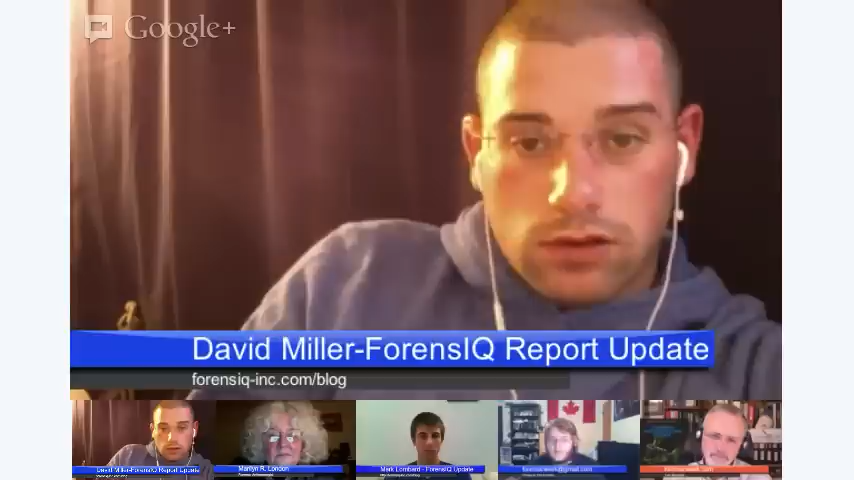 Google+
David Miller-ForensIQ Report Update
forensiq-inc.com/blog
David Miller-ForensIQ Report Update
Marilyn R. London
Mark Lombard - ForensIQ Update